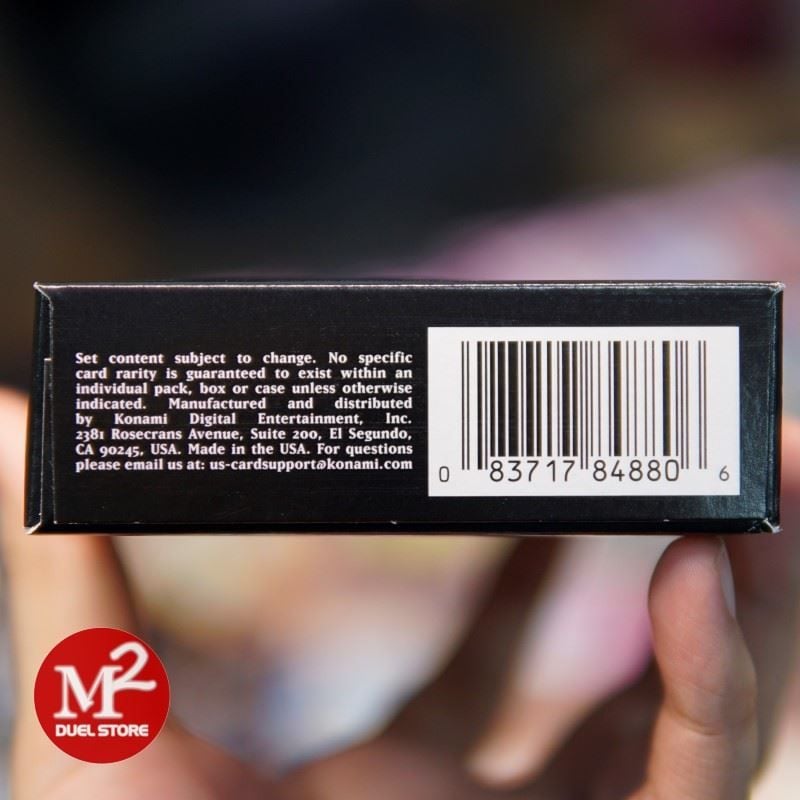 Set content subject to change. No specific
card rarity is guaranteed to exist within an
individual pack, box or case unless otherwise
indicated. Manufactured and distributed
by Konami Digital Entertainment, Inc.
2381 Rosecrans Avenue, Suite 200, El Segundo,
CA 90245, USA. Made in the USA. For questions
please email us at: us-cardsupport@konami.com
0 83717 84880 6
M2
DUEL STORE